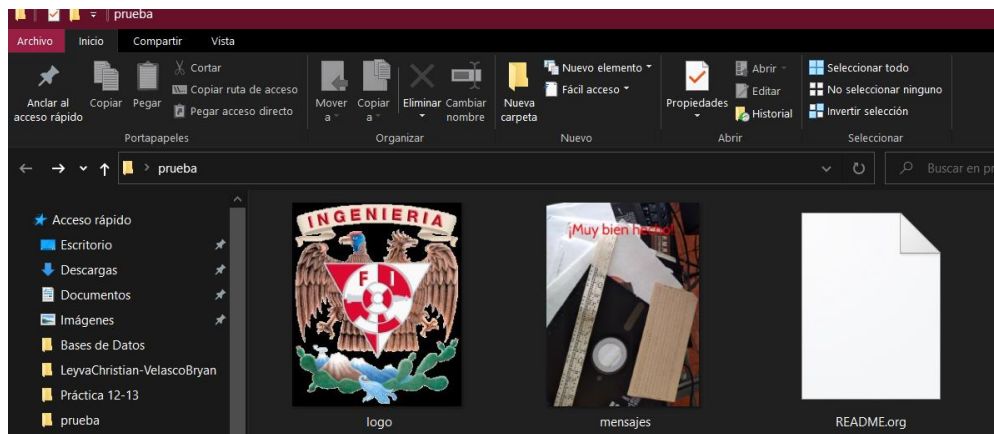 prueba
Archivo Inicio Compartir Vista
Anclar al acceso rápido
Copiar
Pegar
Cortar
Copiar ruta de acceso
Pegar acceso directo
Portapapeles
Mover a
Copiar a
Eliminar
Cambiar nombre
Organizar
Nueva carpeta
Nuevo elemento
Fácil acceso
Nuevo
Propiedades
Abrir
Editar
Historial
Abrir
Seleccionar todo
No seleccionar ninguno
Invertir selección
Seleccionar
prueba
Buscar en pr
Acceso rápido
Escritorio
Descargas
Documentos
Imágenes
Bases de Datos
LeyvaChristian-VelascoBryan
Práctica 12-13
prueba
INGENIERIA
F I
¡Muy bien hecho!
logo
mensajes
README.org